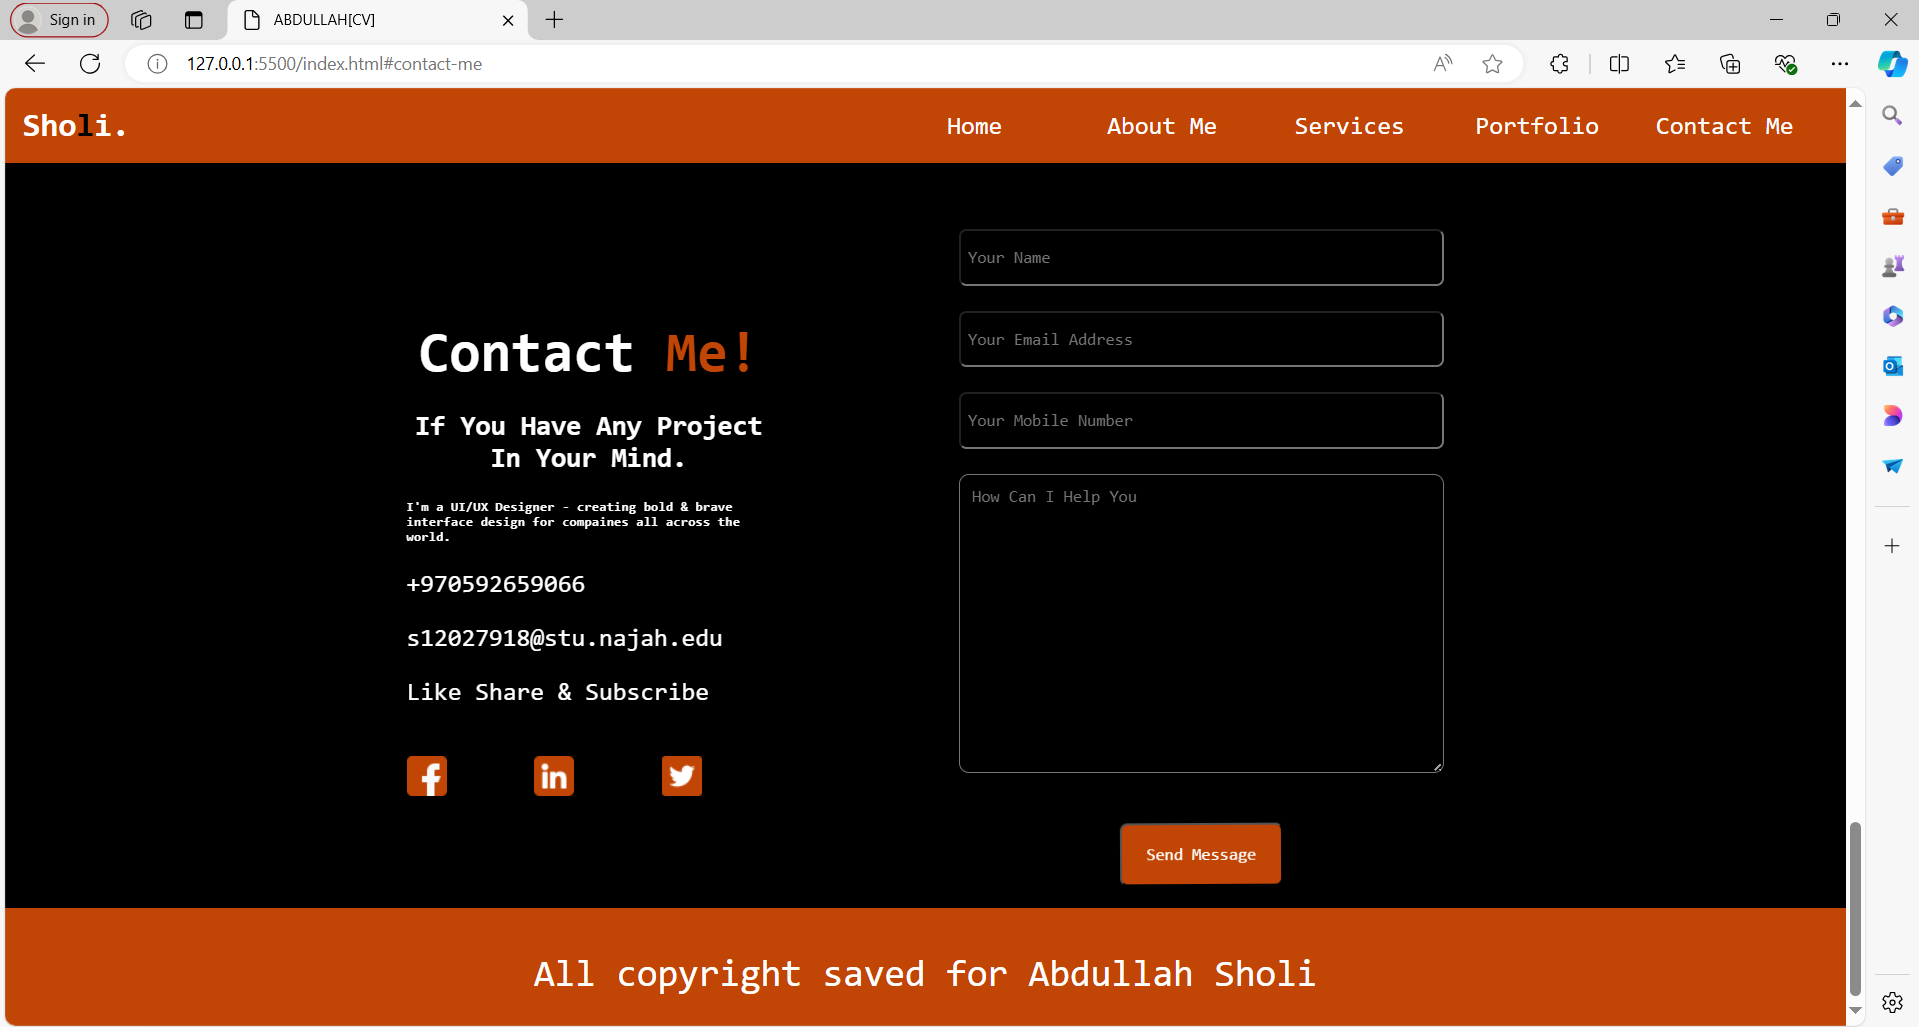 Sign in
ABDULLAH[CV]
127.0.0.1:5500/index.html#contact-me
Sholi.
Home
About Me
Services
Portfolio
Contact Me
Contact Me!
If You Have Any Project
In Your Mind.
I'm a UI/UX Designer - creating bold & brave
interface design for compaines all across the
world.
+970592659066
s12027918@stu.najah.edu
Like Share & Subscribe
Your Name
Your Email Address
Your Mobile Number
How Can I Help You
Send Message
All copyright saved for Abdullah Sholi